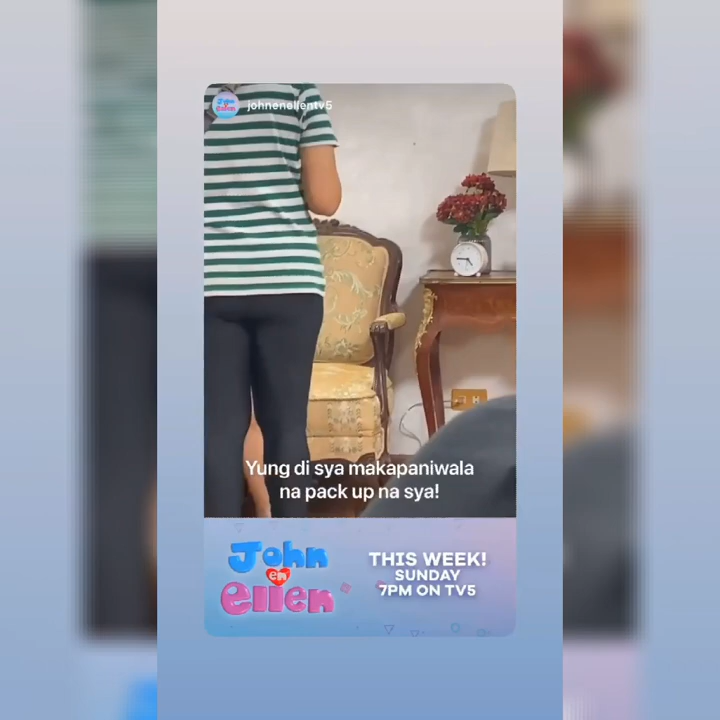 johnenellentv5
Yung di sya makapaniwala
na pack up na sya!
John
en
Ellen
THIS WEEK!
SUNDAY
7PM ON TV5